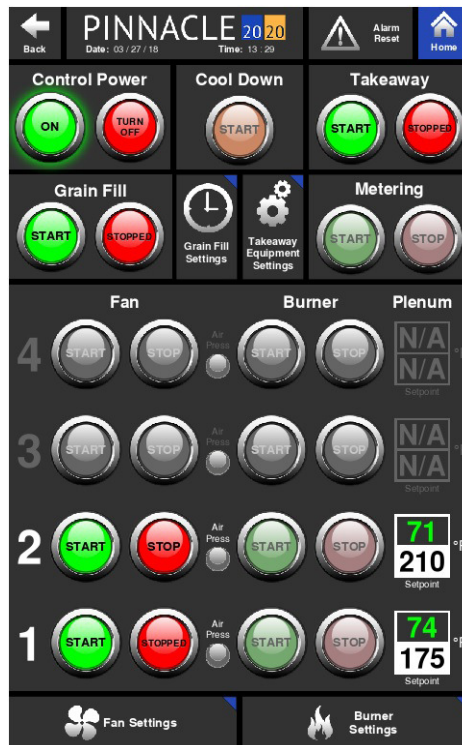 PINNACLE 20 20
Back
Date: 03 / 27 / 18 Time: 13 : 29
Alarm
Reset
Home
Control Power
Cool Down
Takeaway
ON
TURN
OFF
START
START
STOPPED
Grain Fill
START
STOPPED
Grain Fill
Settings
Takeaway
Equipment
Settings
Metering
START
STOP
Fan
Burner
Plenum
4
START
STOP
Air
Press
START
STOP
N/A
N/A
°F
Setpoint
3
START
STOP
Air
Press
START
STOP
N/A
N/A
°F
Setpoint
2
START
STOP
Air
Press
START
STOP
71
210
°F
Setpoint
1
START
STOPPED
Air
Press
START
STOP
74
175
°F
Setpoint
Fan Settings
Burner
Settings